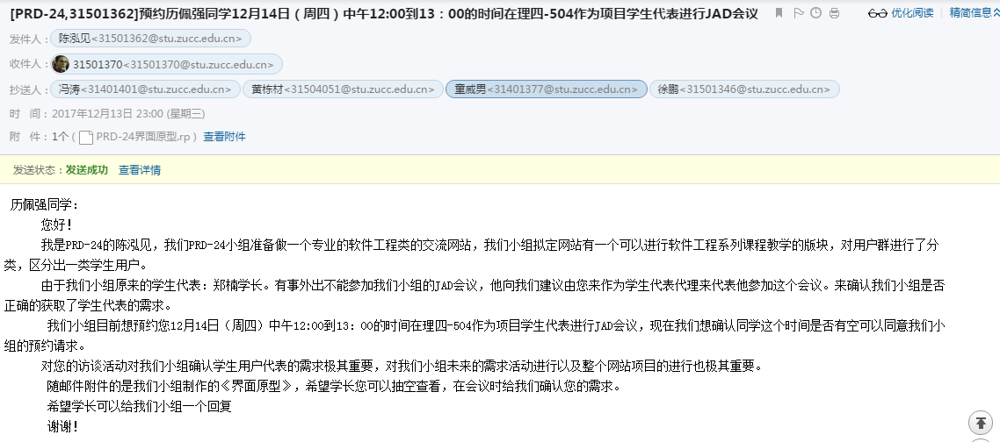 [PRD-24,31501362]预约历佩强同学12月14日（周四）中午12:00到13：00的时间在理四-504作为项目学生代表进行JAD会议 优化阅读 精简信息
发件人：陈泓见<31501362@stu.zucc.edu.cn>
收件人：31501370<31501370@stu.zucc.edu.cn>
抄送人：冯涛<31401401@stu.zucc.edu.cn> 黄栋材<31504051@stu.zucc.edu.cn> 童威男<31401377@stu.zucc.edu.cn> 徐鹏<31501346@stu.zucc.edu.cn>
时 间：2017年12月13日 23:00 (星期三)
附 件：1个 ( PRD-24界面原型.rp ) 查看附件
发送状态：发送成功 查看详情
历佩强同学：
您好！
我是PRD-24的陈泓见，我们PRD-24小组准备做一个专业的软件工程类的交流网站，我们小组拟定网站有一个可以进行软件工程系列课程教学的版块，对用户群进行了分
类，区分出一类学生用户。
由于我们小组原来的学生代表：郑楠学长。有事外出不能参加我们小组的JAD会议，他向我们建议由您来作为学生代表代理来代表他参加这个会议。来确认我们小组是否
正确的获取了学生代表的需求。
我们小组目前想预约您12月14日（周四）中午12:00到13：00的时间在理四-504作为项目学生代表进行JAD会议，现在我们想确认同学这个时间是否有空可以同意我们小
组的预约请求。
对您的访谈活动对我们小组确认学生用户代表的需求极其重要，对我们小组未来的需求活动进行以及整个网站项目的进行也极其重要。
随邮件附件的是我们小组制作的《界面原型》，希望学长您可以抽空查看，在会议时给我们确认您的需求。
希望学长可以给我们小组一个回复
谢谢！